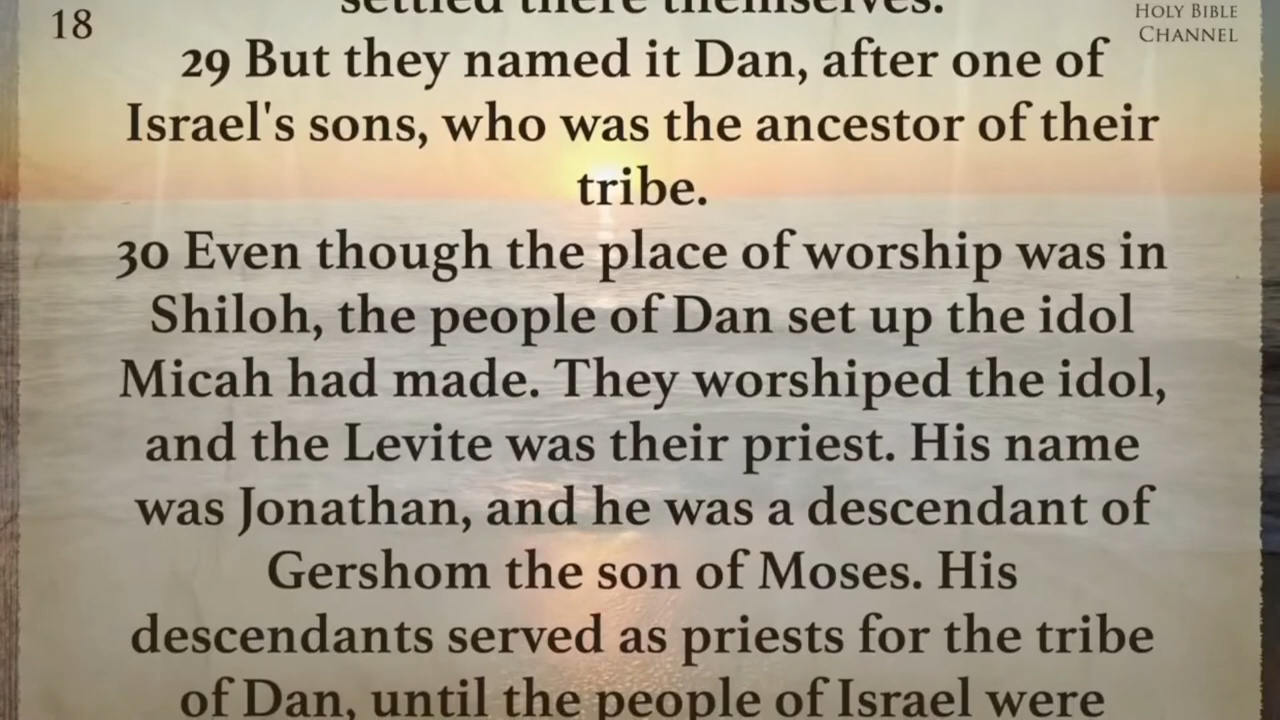 settled there themselves.
18
HOLY BIBLE
CHANNEL
29 But they named it Dan, after one of
Israel's sons, who was the ancestor of their
tribe.
30 Even though the place of worship was in
Shiloh, the people of Dan set up the idol
Micah had made. They worshiped the idol,
and the Levite was their priest. His name
was Jonathan, and he was a descendant of
Gershom the son of Moses. His
descendants served as priests for the tribe
of Dan, until the people of Israel were